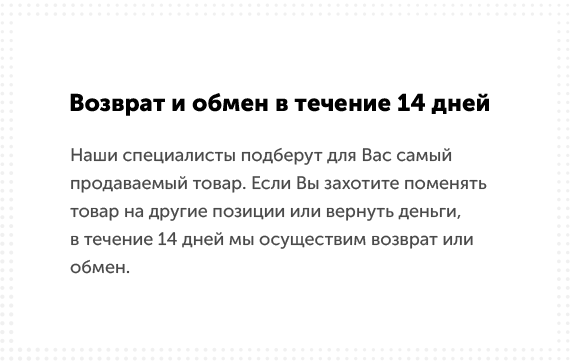 Возврат и обмен в течение 14 дней
Наши специалисты подберут для Вас самый
продаваемый товар. Если Вы захотите поменять
товар на другие позиции или вернуть деньги,
в течение 14 дней мы осуществим возврат или
обмен.